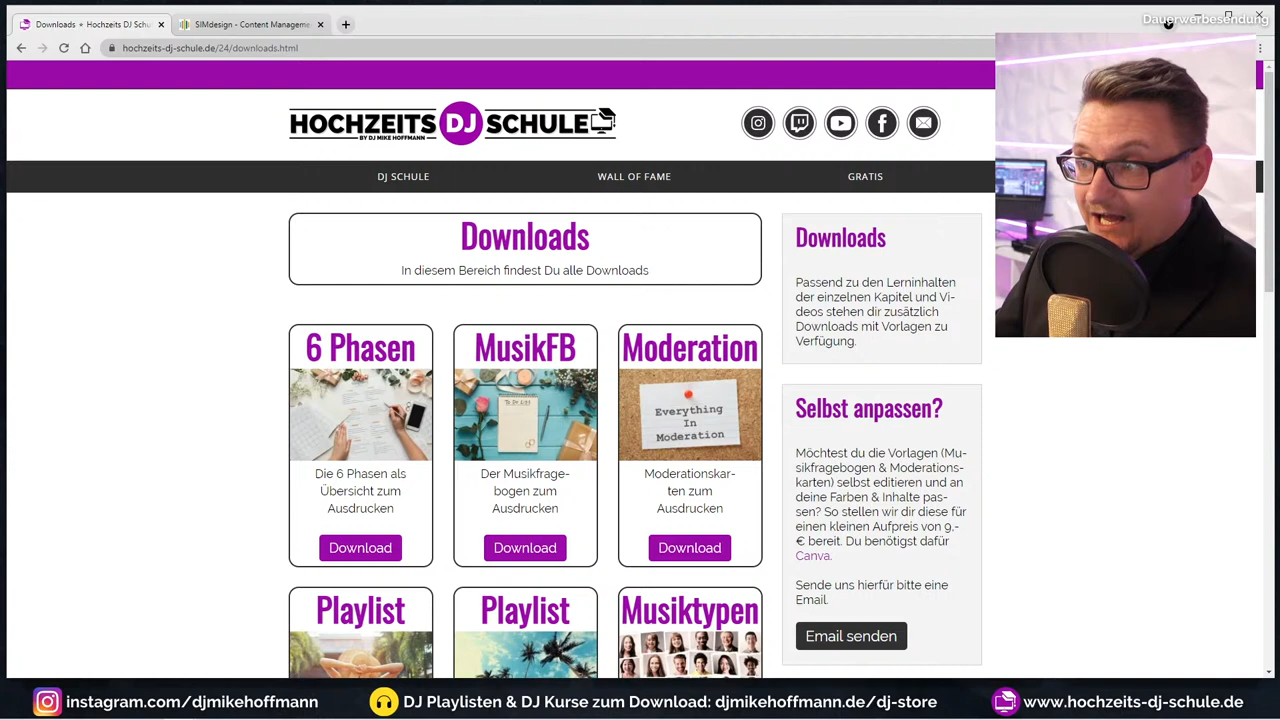 Downloads ★ Hochzeits DJ Schu
SIMdesign - Content Manageme
Dauerwerbesendung
hochzeits-dj-schule.de/24/downloads.html
HOCHZEITS DJ SCHULE
BY DJ MIKE HOFFMANN
DJ SCHULE
WALL OF FAME
GRATIS
Downloads
In diesem Bereich findest Du alle Downloads
6 Phasen
Die 6 Phasen als
Übersicht zum
Ausdrucken
Download
MusikFB
To Do List
Der Musikfrage-
bogen zum
Ausdrucken
Download
Moderation
Everything
In
Moderation
Moderationskar-
ten zum
Ausdrucken
Download
Playlist
Playlist
Musiktypen
Downloads
Passend zu den Lerninhalten
der einzelnen Kapitel und Vi-
deos stehen dir zusätzlich
Downloads mit Vorlagen zu
Verfügung.
Selbst anpassen?
Möchtest du die Vorlagen (Mu-
sikfragebogen & Moderations-
karten) selbst editieren und an
deine Farben & Inhalte pas-
sen? So stellen wir dir diese für
einen kleinen Aufpreis von 9.-
€ bereit. Du benötigst dafür
Canva.
Sende uns hierfür bitte eine
Email.
Email senden
instagram.com/djmikehoffmann
DJ Playlisten & DJ Kurse zum Download: djmikehoffmann.de/dj-store
www.hochzeits-dj-schule.de